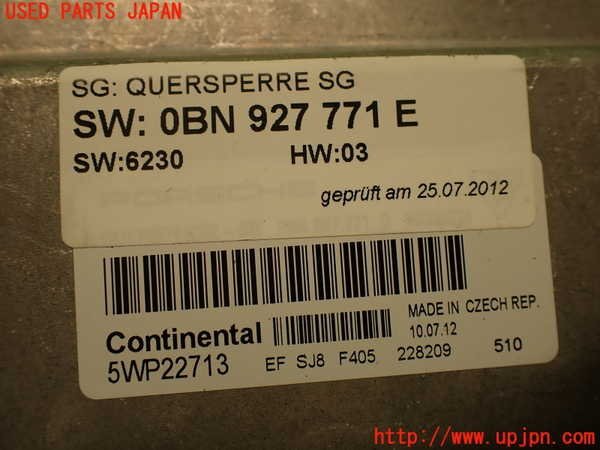 USED PARTS JAPAN
SG: QUERSPERRE SG
SW: 0BN 927 771 E
SW:6230 HW:03
geprüft am 25.07.2012
MADE IN CZECH REP.
Continental 10.07.12
5WP22713 EF SJ8 F405 228209 510
http://www.upjpn.com/